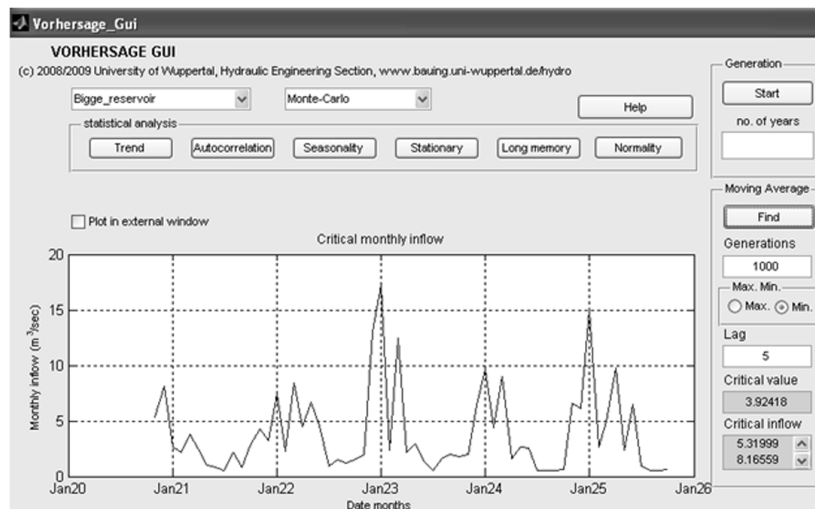 Vorhersage_Gui
VORHERSAGE GUI
(c) 2008/2009 University of Wuppertal, Hydraulic Engineering Section, www.bauing.uni-wuppertal.de/hydro
Bigge_reservoir
Monte-Carlo
Help
statistical analysis
Trend
Autocorrelation
Seasonality
Stationary
Long memory
Normality
Plot in external window
Critical monthly inflow
Monthly inflow (m³/sec)
20
15
10
5
0
Jan20
Jan21
Jan22
Jan23
Jan24
Jan25
Jan26
Date months
Generation
Start
no. of years
Moving Average
Find
Generations
1000
Max. Min.
Max.
Min.
Lag
5
Critical value
3.92418
Critical inflow
5.31999
8.16559